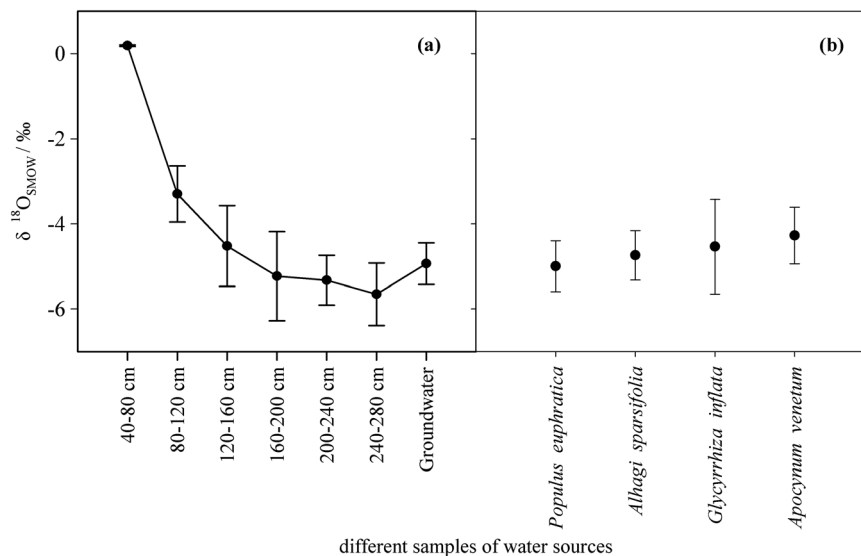 (a)
(b)
0
-2
-4
-6
δ ¹⁸O_SMOW / ‰
40-80 cm
80-120 cm
120-160 cm
160-200 cm
200-240 cm
240-280 cm
Groundwater
Populus euphratica
Alhagi sparsifolia
Glycyrrhiza inflata
Apocynum venetum
different samples of water sources